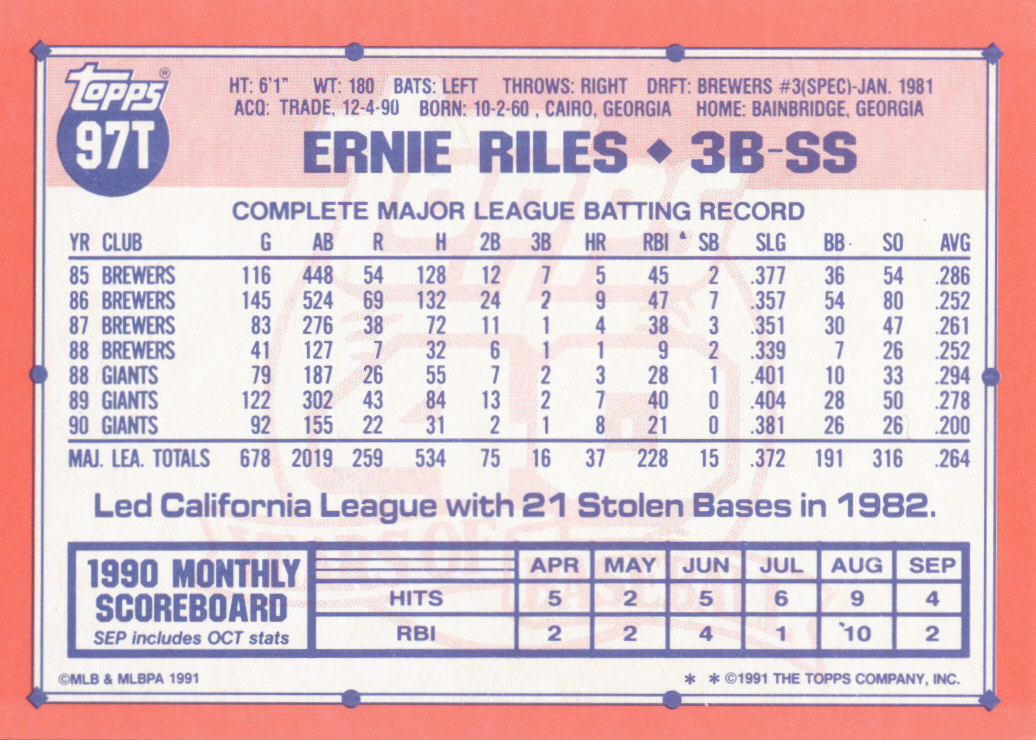 Topps®
97T
HT: 6'1" WT: 180 BATS: LEFT THROWS: RIGHT DRFT: BREWERS #3(SPEC)-JAN. 1981
ACQ: TRADE, 12-4-90 BORN: 10-2-60, CAIRO, GEORGIA HOME: BAINBRIDGE, GEORGIA
ERNIE RILES ◆ 3B-SS
COMPLETE MAJOR LEAGUE BATTING RECORD
YR CLUB G AB R H 2B 3B HR RBI SB SLG BB SO AVG
85 BREWERS 116 448 54 128 12 7 5 45 2 .377 36 54 .286
86 BREWERS 145 524 69 132 24 2 9 47 7 .357 54 80 .252
87 BREWERS 83 276 38 72 11 1 4 38 3 .351 30 47 .261
88 BREWERS 41 127 7 32 6 1 1 9 2 .339 7 26 .252
88 GIANTS 79 187 26 55 7 2 3 28 1 .401 10 33 .294
89 GIANTS 122 302 43 84 13 2 7 40 0 .404 28 50 .278
90 GIANTS 92 155 22 31 2 1 8 21 0 .381 26 26 .200
MAJ. LEA. TOTALS 678 2019 259 534 75 16 37 228 15 .372 191 316 .264
Led California League with 21 Stolen Bases in 1982.
1990 MONTHLY
SCOREBOARD
SEP includes OCT stats
APR MAY JUN JUL AUG SEP
HITS 5 2 5 6 9 4
RBI 2 2 4 1 10 2
Topps
40
YEARS OF
BASEBALL
©MLB & MLBPA 1991
* * ©1991 THE TOPPS COMPANY, INC.